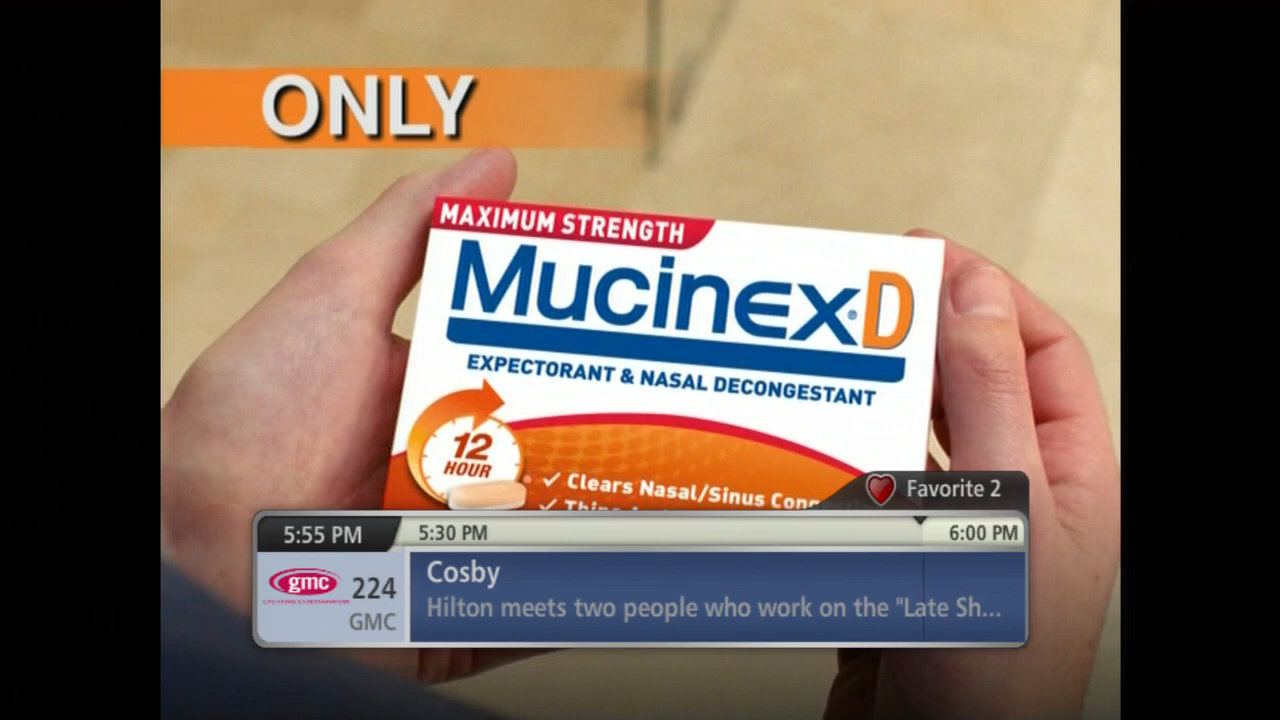 ONLY
MAXIMUM STRENGTH
Mucinex D
EXPECTORANT & NASAL DECONGESTANT
12
HOUR
✓ Clears Nasal/Sinus
Favorite 2
5:55 PM
5:30 PM
6:00 PM
gmc
224
GMC
Cosby
Hilton meets two people who work on the "Late Sh...